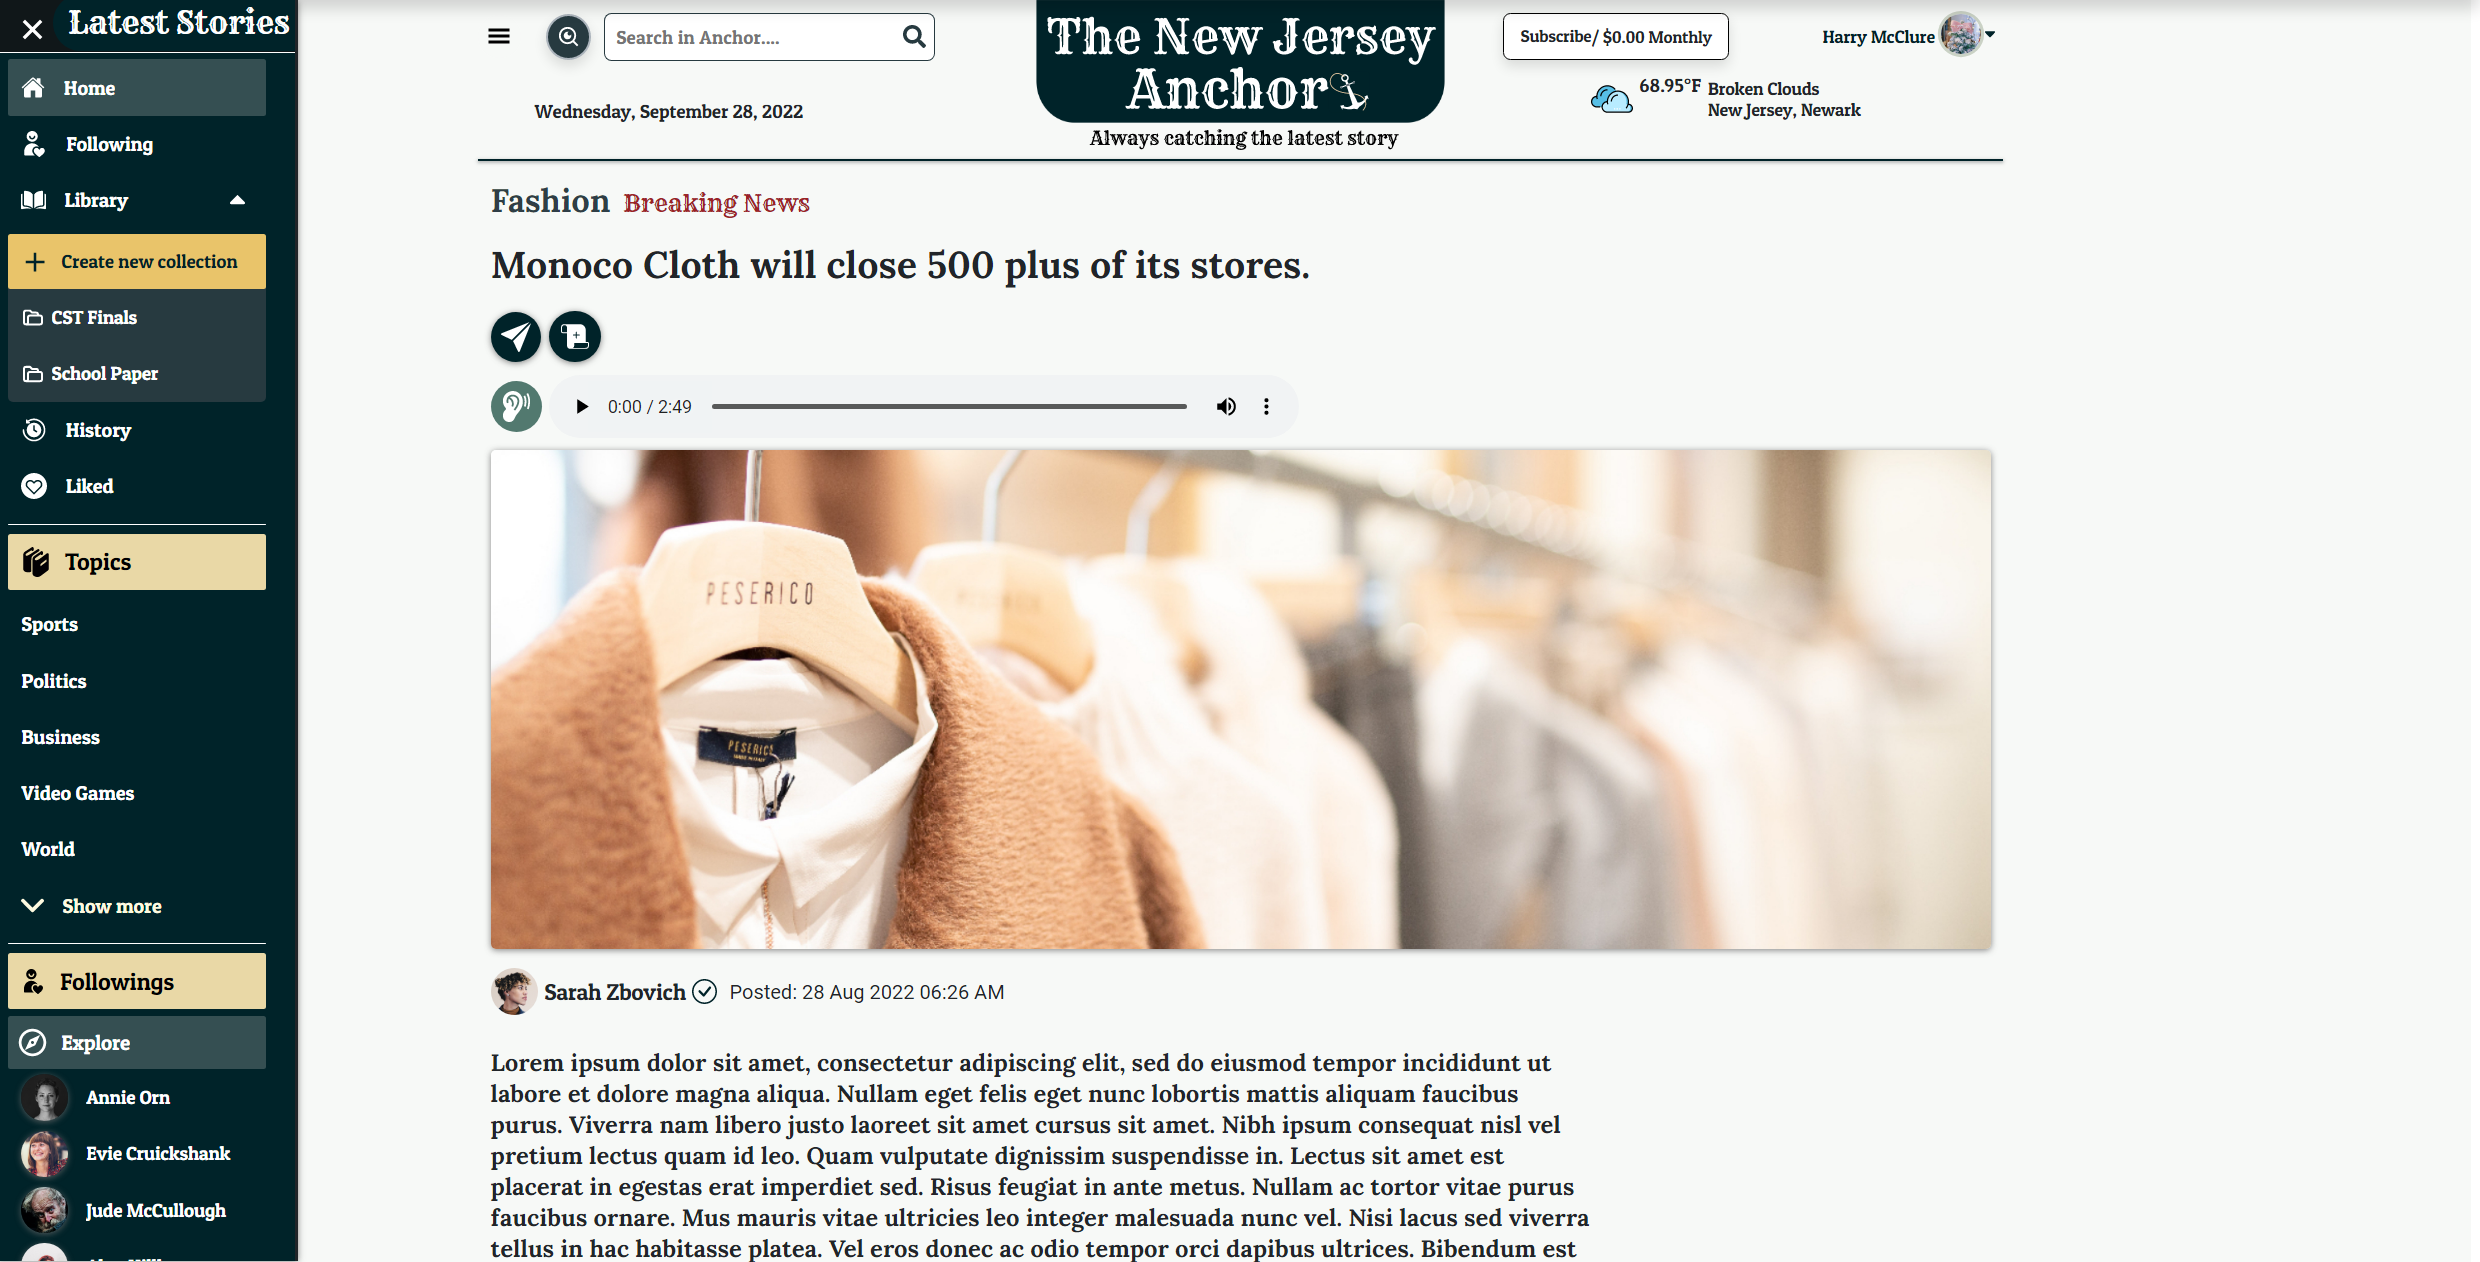 Latest Stories
Home
Following
Library
Create new collection
CST Finals
School Paper
History
Liked
Topics
Sports
Politics
Business
Video Games
World
Show more
Followings
Explore
Annie Orn
Evie Cruickshank
Jude McCullough
Search in Anchor....
Wednesday, September 28, 2022
The New Jersey
Anchor
Always catching the latest story
Subscribe/ $0.00 Monthly
Harry McClure
68.95°F
Broken Clouds
New Jersey, Newark
Fashion Breaking News
Monoco Cloth will close 500 plus of its stores.
0:00 / 2:49
PESERICO
PESERICO
Sarah Zbovich Posted: 28 Aug 2022 06:26 AM
Lorem ipsum dolor sit amet, consectetur adipiscing elit, sed do eiusmod tempor incididunt ut
labore et dolore magna aliqua. Nullam eget felis eget nunc lobortis mattis aliquam faucibus
purus. Viverra nam libero justo laoreet sit amet cursus sit amet. Nibh ipsum consequat nisl vel
pretium lectus quam id leo. Quam vulputate dignissim suspendisse in. Lectus sit amet est
placerat in egestas erat imperdiet sed. Risus feugiat in ante metus. Nullam ac tortor vitae purus
faucibus ornare. Mus mauris vitae ultricies leo integer malesuada nunc vel. Nisi lacus sed viverra
tellus in hac habitasse platea. Vel eros donec ac odio tempor orci dapibus ultrices. Bibendum est